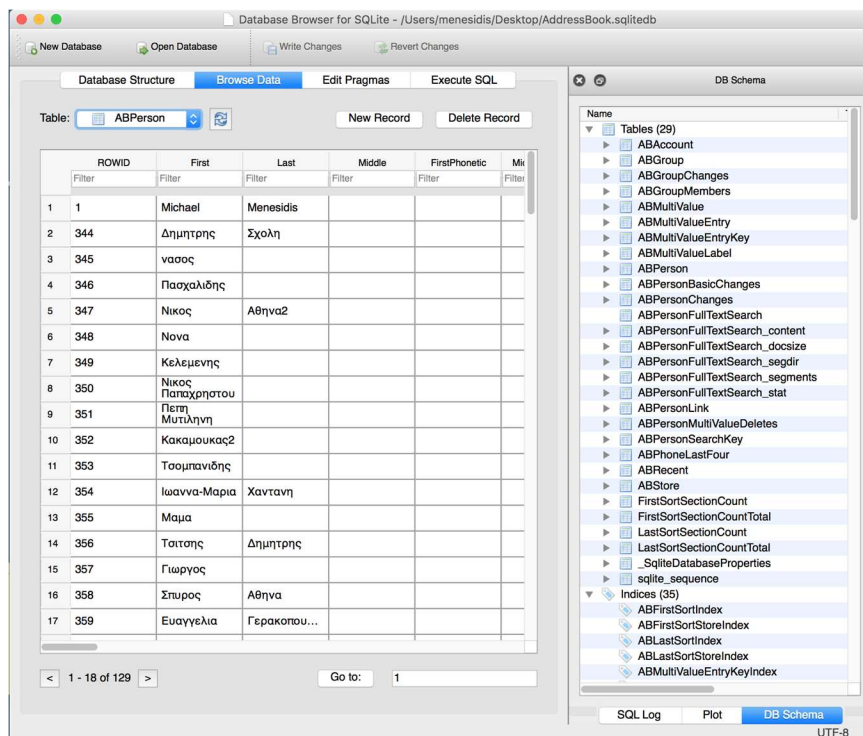 Database Browser for SQLite - /Users/menesidis/Desktop/AddressBook.sqlitedb
New Database Open Database Write Changes Revert Changes
Database Structure Browse Data Edit Pragmas Execute SQL
Table: ABPerson New Record Delete Record
ROWID First Last Middle FirstPhonetic Mic
Filter Filter Filter Filter Filter Filter
1 1 Michael Menesidis
2 344 Δημητρης Σχολη
3 345 νασος
4 346 Πασχαλιδης
5 347 Νικος Αθηνα2
6 348 Νονα
7 349 Κελεμενης
8 350 Νικος Παπαχρηστου
9 351 Πεπη Μυτιληνη
10 352 Κακαμουκας2
11 353 Τσομπανιδης
12 354 Ιωαννα-Μαρια Χαντανη
13 355 Μαμα
14 356 Τσιτσης Δημητρης
15 357 Γιωργος
16 358 Σπυρος Αθηνα
17 359 Ευαγγελια Γερακοπου...
< 1 - 18 of 129 > Go to: 1
DB Schema
Name
Tables (29)
ABAccount
ABGroup
ABGroupChanges
ABGroupMembers
ABMultiValue
ABMultiValueEntry
ABMultiValueEntryKey
ABMultiValueLabel
ABPerson
ABPersonBasicChanges
ABPersonChanges
ABPersonFullTextSearch
ABPersonFullTextSearch_content
ABPersonFullTextSearch_docsize
ABPersonFullTextSearch_segdir
ABPersonFullTextSearch_segments
ABPersonFullTextSearch_stat
ABPersonLink
ABPersonMultiValueDeletes
ABPersonSearchKey
ABPhoneLastFour
ABRecent
ABStore
FirstSortSectionCount
FirstSortSectionCountTotal
LastSortSectionCount
LastSortSectionCountTotal
_SqliteDatabaseProperties
sqlite_sequence
Indices (35)
ABFirstSortIndex
ABFirstSortStoreIndex
ABLastSortIndex
ABLastSortStoreIndex
ABMultiValueEntryKeyIndex
SQL Log Plot DB Schema
UTF-8